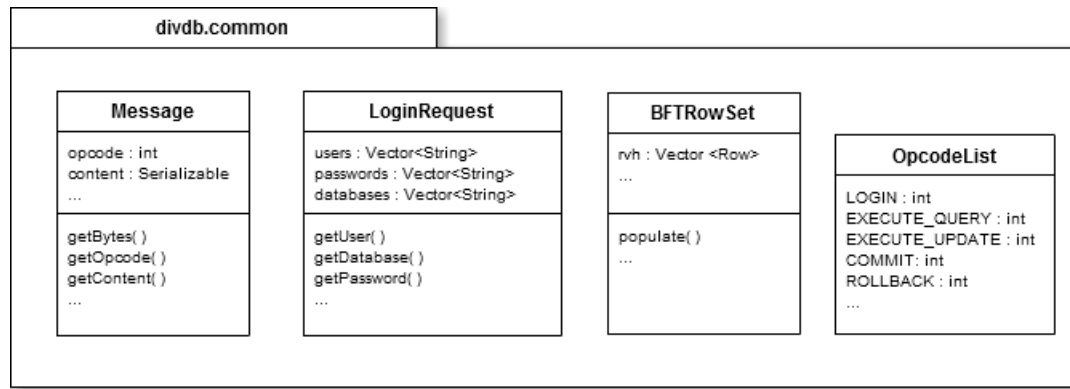 divdb.common
Message
opcode : int
content : Serializable
...
getBytes( )
getOpcode( )
getContent( )
...
LoginRequest
users : Vector<String>
passwords : Vector<String>
databases : Vector<String>
getUser( )
getDatabase( )
getPassword( )
...
BFTRowSet
rvh : Vector <Row>
...
populate( )
...
OpcodeList
LOGIN : int
EXECUTE_QUERY : int
EXECUTE_UPDATE : int
COMMIT: int
ROLLBACK : int
...